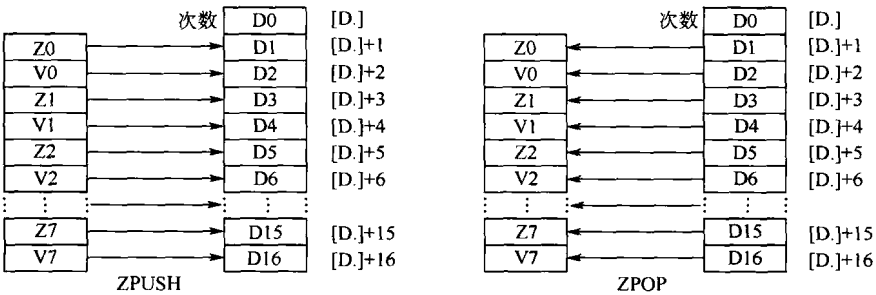 次数 D0 [D.]
Z0 D1 [D.]+1
V0 D2 [D.]+2
Z1 D3 [D.]+3
V1 D4 [D.]+4
Z2 D5 [D.]+5
V2 D6 [D.]+6
Z7 D15 [D.]+15
V7 D16 [D.]+16
ZPUSH
次数 D0 [D.]
Z0 D1 [D.]+1
V0 D2 [D.]+2
Z1 D3 [D.]+3
V1 D4 [D.]+4
Z2 D5 [D.]+5
V2 D6 [D.]+6
Z7 D15 [D.]+15
V7 D16 [D.]+16
ZPOP